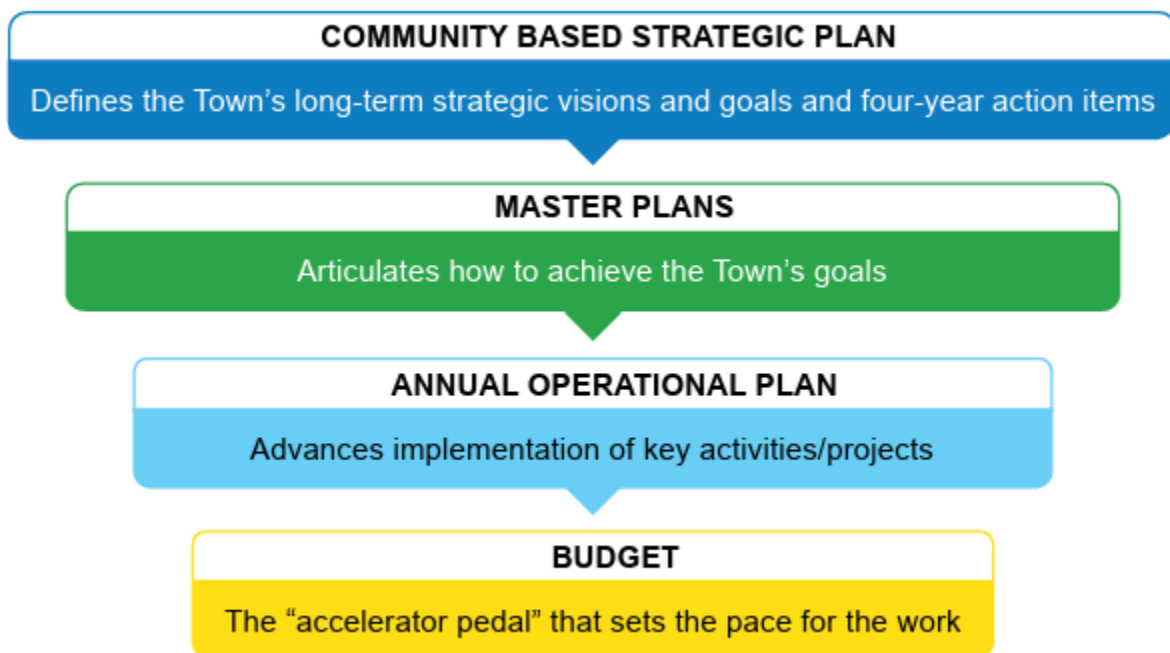 COMMUNITY BASED STRATEGIC PLAN
Defines the Town’s long-term strategic visions and goals and four-year action items
MASTER PLANS
Articulates how to achieve the Town’s goals
ANNUAL OPERATIONAL PLAN
Advances implementation of key activities/projects
BUDGET
The “accelerator pedal” that sets the pace for the work